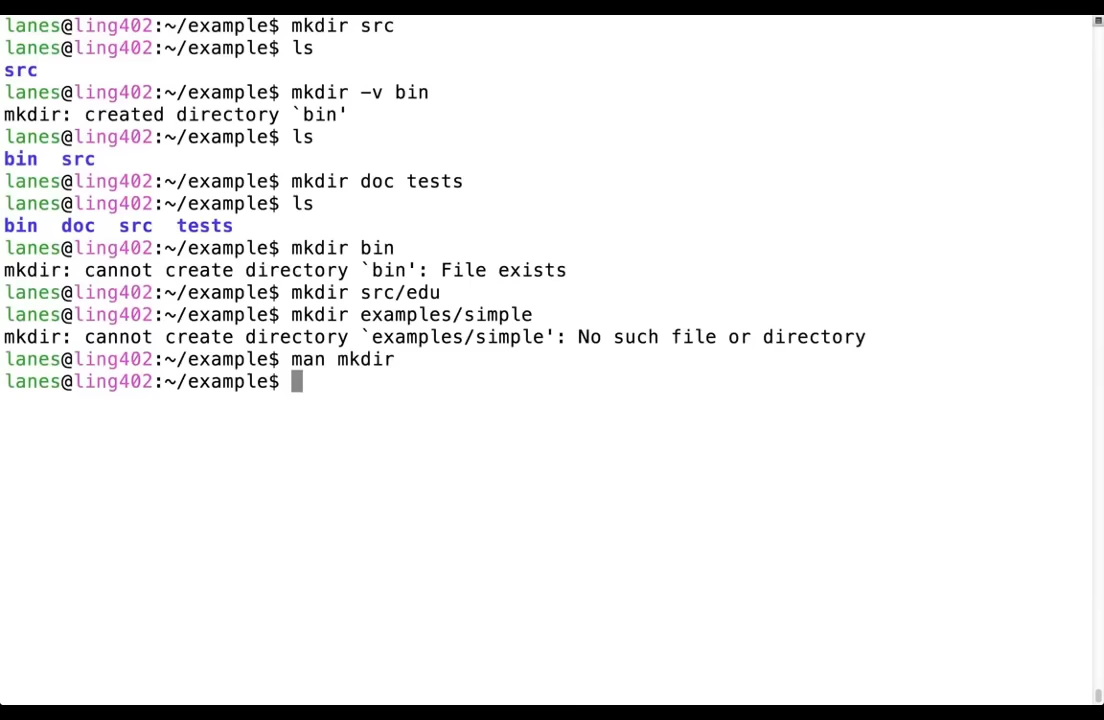 lanes@ling402:~/example$ mkdir src
lanes@ling402:~/example$ ls
src
lanes@ling402:~/example$ mkdir -v bin
mkdir: created directory `bin'
lanes@ling402:~/example$ ls
bin  src
lanes@ling402:~/example$ mkdir doc tests
lanes@ling402:~/example$ ls
bin  doc  src  tests
lanes@ling402:~/example$ mkdir bin
mkdir: cannot create directory `bin': File exists
lanes@ling402:~/example$ mkdir src/edu
lanes@ling402:~/example$ mkdir examples/simple
mkdir: cannot create directory `examples/simple': No such file or directory
lanes@ling402:~/example$ man mkdir
lanes@ling402:~/example$